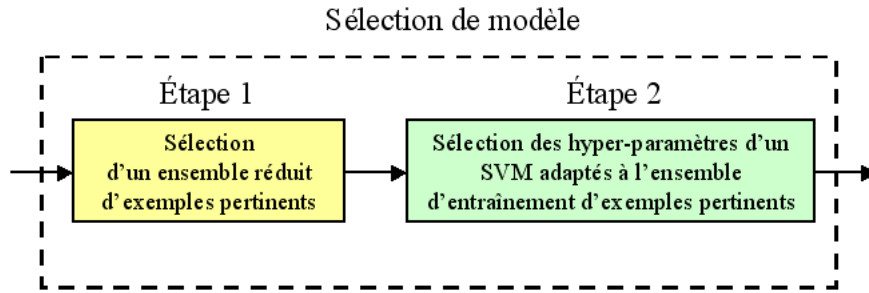 Sélection de modèle
Étape 1
Sélection
d'un ensemble réduit
d'exemples pertinents
Étape 2
Sélection des hyper-paramètres d'un
SVM adaptés à l'ensemble
d'entraînement d'exemples pertinents